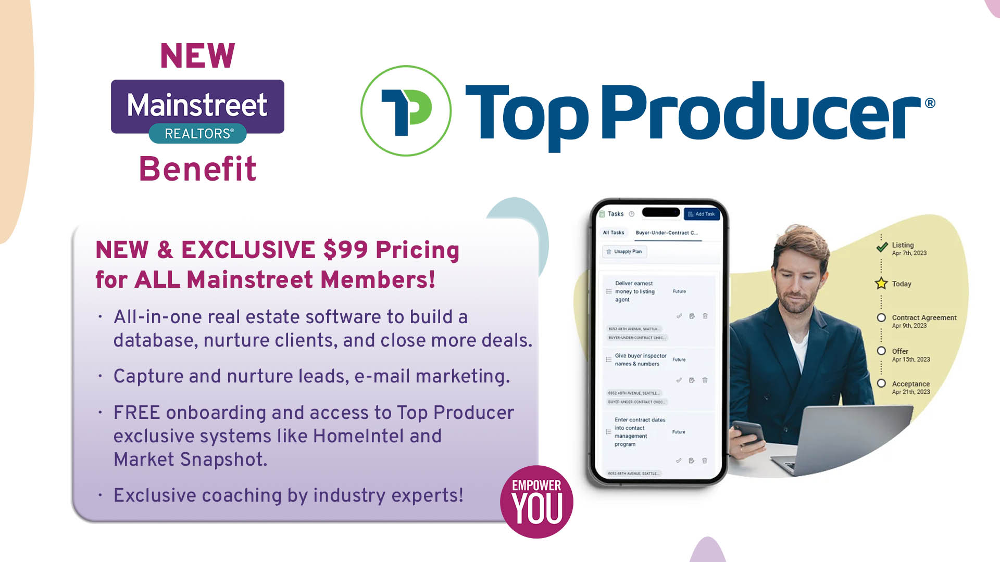 NEW
Mainstreet
REALTORS®
Benefit
TP
Top Producer®
NEW & EXCLUSIVE $99 Pricing
for ALL Mainstreet Members!
· All-in-one real estate software to build a
database, nurture clients, and close more deals.
· Capture and nurture leads, e-mail marketing.
· FREE onboarding and access to Top Producer
exclusive systems like HomeIntel and
Market Snapshot.
· Exclusive coaching by industry experts!
EMPOWER
YOU
Tasks ?
Add Task
All Tasks
Buyer-Under-Contract C...
Unapply Plan
Deliver earnest
money to listing
agent
Future
6052 48TH AVENUE, SEATTLE...
BUYER-UNDER-CONTRACT CHEC...
Give buyer inspector
names & numbers
Future
6052 48TH AVENUE, SEATTLE...
BUYER-UNDER-CONTRACT CHEC...
Enter contract dates
into contact
management
program
Future
6052 48TH AVENUE, SEATTLE...
Listing
Apr 7th, 2023
Today
Contract Agreement
Apr 9th, 2023
Offer
Apr 15th, 2023
Acceptance
Apr 21th, 2023